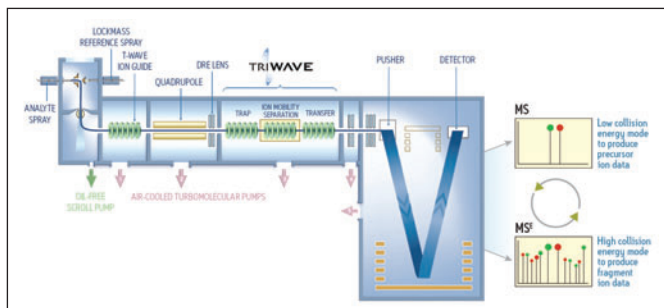 LOCKMASS
REFERENCE SPRAY
T-WAVE
ION GUIDE
QUADRUPOLE
DRE LENS
TRIWAVE
TRAP
ION MOBILITY
SEPARATION
TRANSFER
PUSHER
DETECTOR
ANALYTE
SPRAY
OIL-FREE
SCROLL PUMP
AIR-COOLED TURBOMOLECULAR PUMPS
MS
Low collision
energy mode
to produce
precursor
ion data
MSᴱ
High collision
energy mode
to produce
fragment
ion data